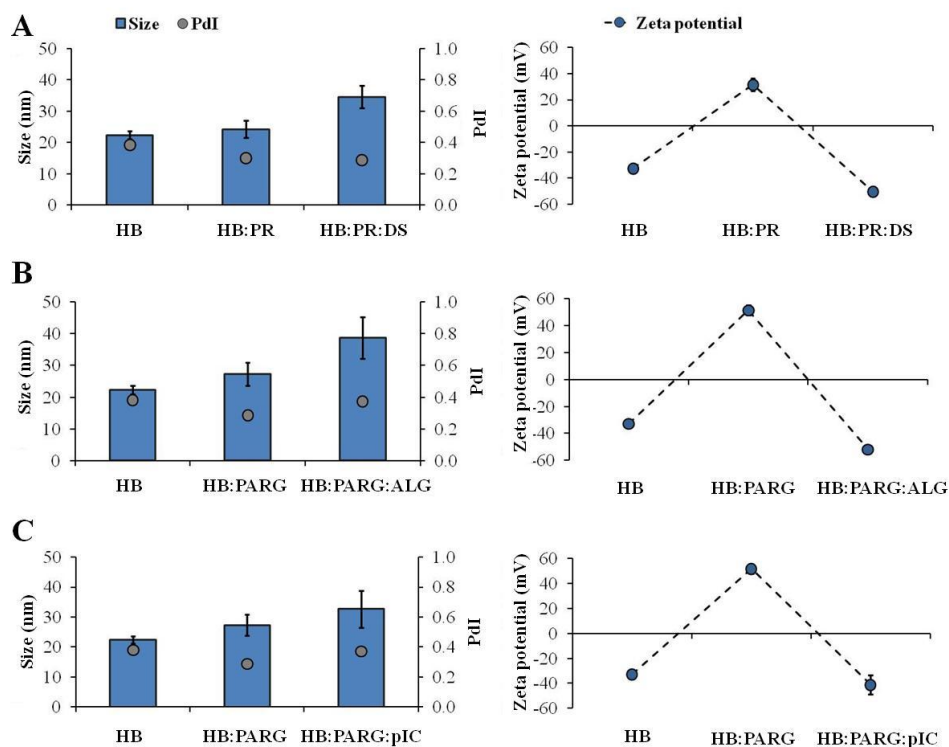 A
Size PdI
Zeta potential
Size (nm)
50
40
30
20
10
0
1.0
0.8
0.6
0.4
0.2
0.0
PdI
HB HB:PR HB:PR:DS
Zeta potential (mV)
60
40
20
0
-20
-40
-60
HB HB:PR HB:PR:DS
B
Size (nm)
50
40
30
20
10
0
1.0
0.8
0.6
0.4
0.2
0.0
PdI
HB HB:PARG HB:PARG:ALG
Zeta potential (mV)
60
40
20
0
-20
-40
-60
HB HB:PARG HB:PARG:ALG
C
Size (nm)
50
40
30
20
10
0
1.0
0.8
0.6
0.4
0.2
0.0
PdI
HB HB:PARG HB:PARG:pIC
Zeta potential (mV)
60
40
20
0
-20
-40
-60
HB HB:PARG HB:PARG:pIC